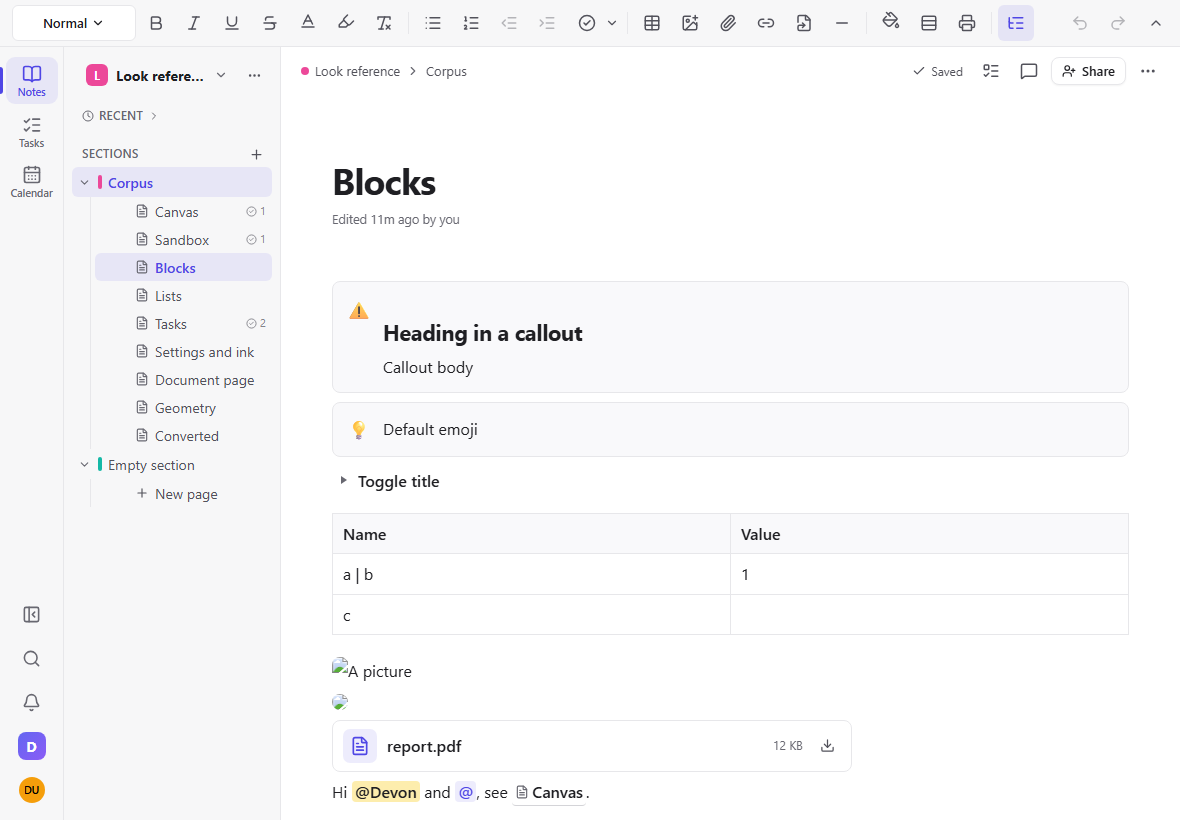 Normal
Notes
Tasks
Calendar
L Look refere...
RECENT
SECTIONS
Corpus
Canvas 1
Sandbox 1
Blocks
Lists
Tasks 2
Settings and ink
Document page
Geometry
Converted
Empty section
New page
D
DU
Look reference > Corpus
Saved
Share
Blocks
Edited 11m ago by you
Heading in a callout
Callout body
Default emoji
Toggle title
Name Value
a | b 1
c
A picture
report.pdf 12 KB
Hi @Devon and @, see Canvas.